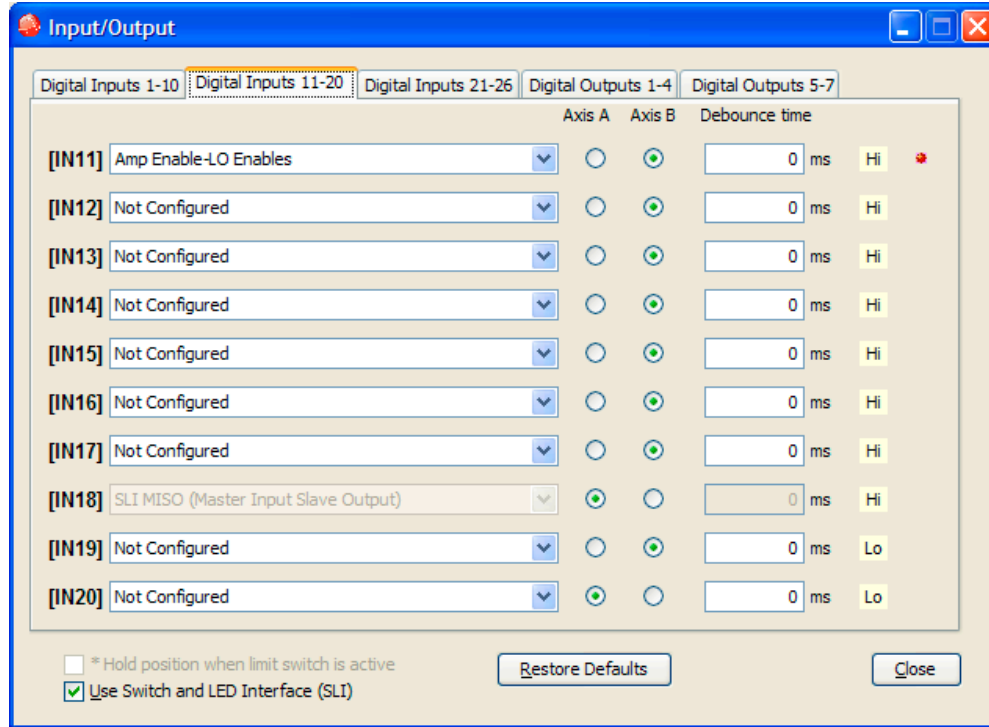 Input/Output
Digital Inputs 1-10 Digital Inputs 11-20 Digital Inputs 21-26 Digital Outputs 1-4 Digital Outputs 5-7
Axis A Axis B Debounce time
[IN11] Amp Enable-LO Enables 0 ms Hi
[IN12] Not Configured 0 ms Hi
[IN13] Not Configured 0 ms Hi
[IN14] Not Configured 0 ms Hi
[IN15] Not Configured 0 ms Hi
[IN16] Not Configured 0 ms Hi
[IN17] Not Configured 0 ms Hi
[IN18] SLI MISO (Master Input Slave Output) 0 ms Hi
[IN19] Not Configured 0 ms Lo
[IN20] Not Configured 0 ms Lo
* Hold position when limit switch is active
Use Switch and LED Interface (SLI)
Restore Defaults
Close